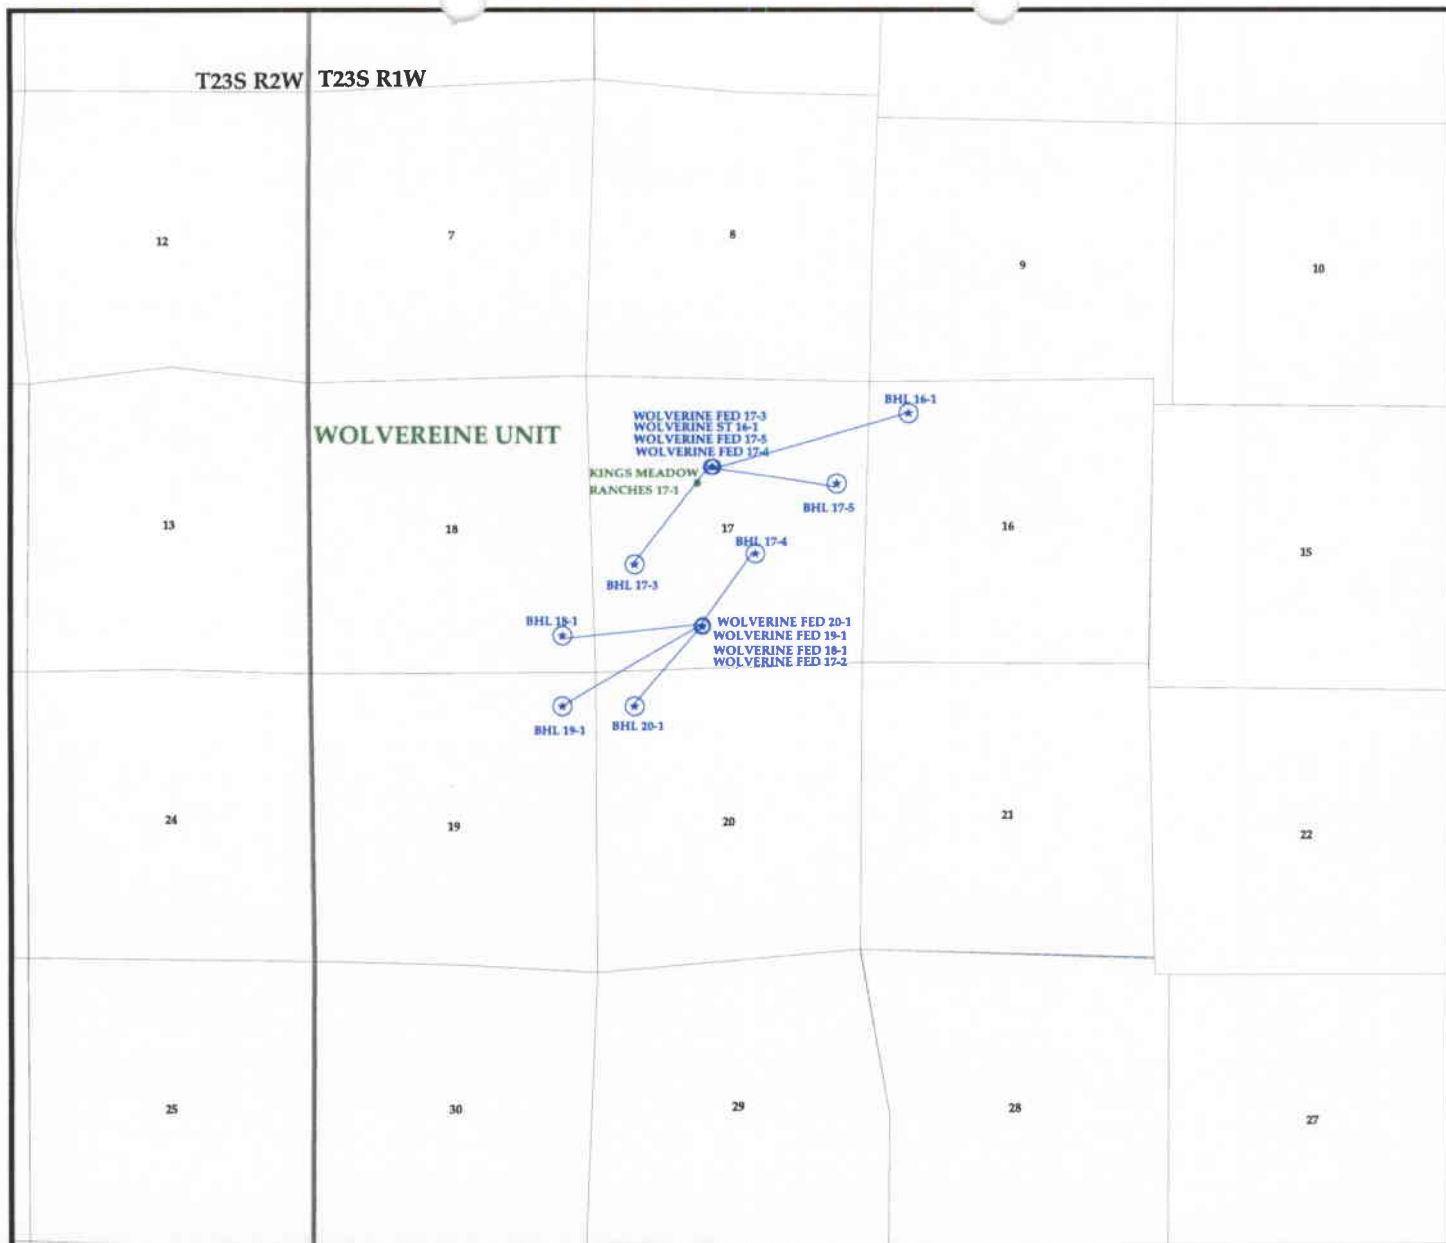 T23S R2W T23S R1W
12
7
8
9
10
BHL 16-1
WOLVERINE FED 17-3
WOLVERINE ST 16-1
WOLVERINE FED 17-5
WOLVERINE FED 17-4
WOLVEREINE UNIT
KINGS MEADOW
RANCHES 17-1
BHL 17-5
13
18
17
16
15
BHL 17-4
BHL 17-3
BHL 18-1
WOLVERINE FED 20-1
WOLVERINE FED 19-1
WOLVERINE FED 18-1
WOLVERINE FED 17-2
BHL 19-1
BHL 20-1
24
19
20
21
22
25
30
29
28
27